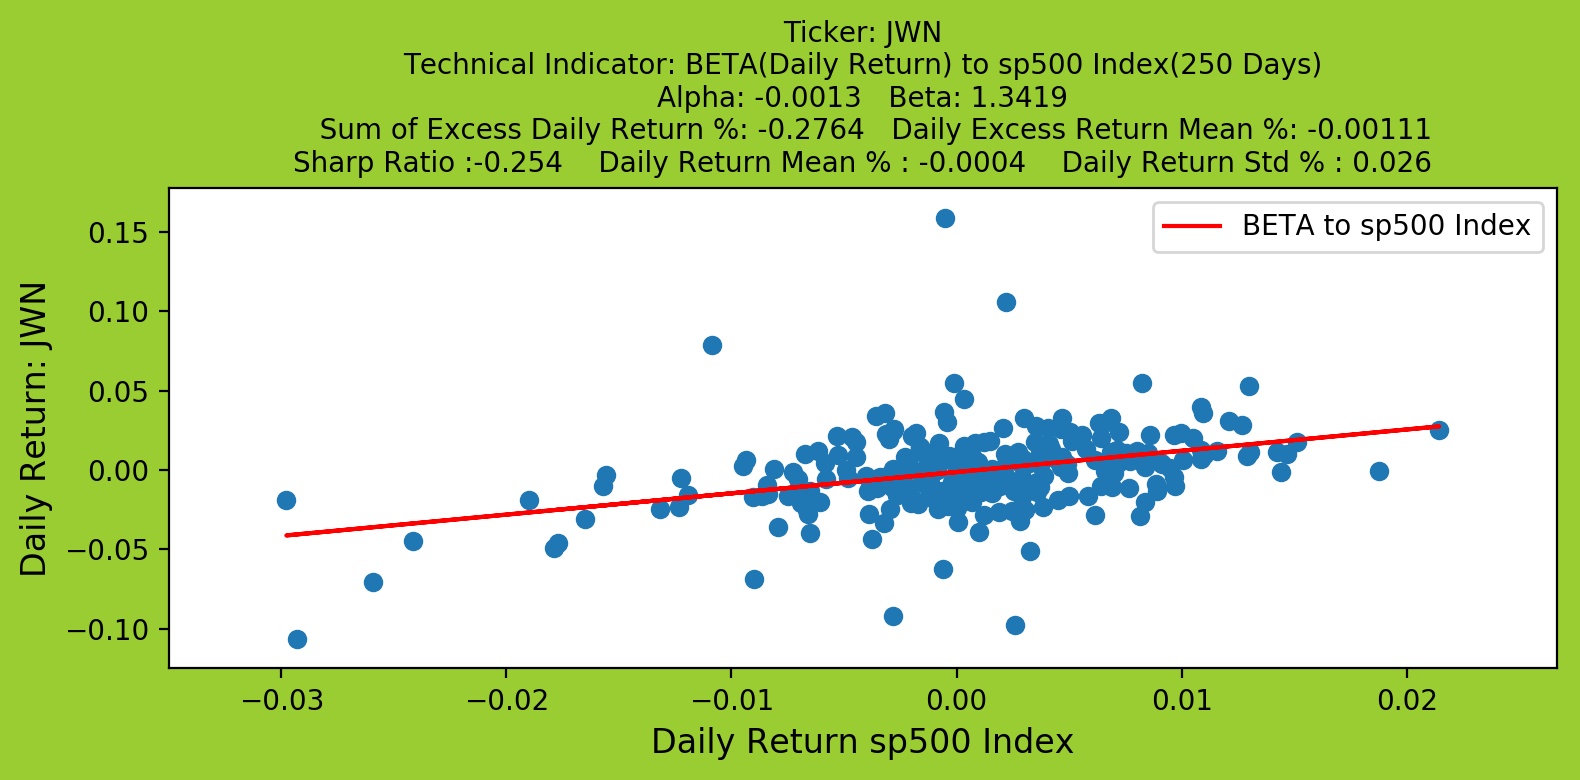 Ticker: JWN
Technical Indicator: BETA(Daily Return) to sp500 Index(250 Days)
Alpha: -0.0013 Beta: 1.3419
Sum of Excess Daily Return %: -0.2764 Daily Excess Return Mean %: -0.00111
Sharp Ratio :-0.254 Daily Return Mean % : -0.0004 Daily Return Std % : 0.026
BETA to sp500 Index
Daily Return: JWN
0.15
0.10
0.05
0.00
−0.05
−0.10
−0.03 −0.02 −0.01 0.00 0.01 0.02
Daily Return sp500 Index